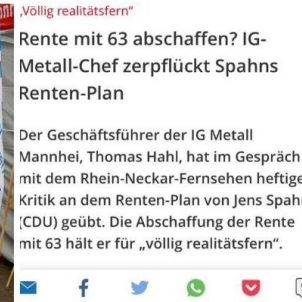 „Völlig realitätsfern“
Rente mit 63 abschaffen? IG-
Metall-Chef zerpflückt Spahns
Renten-Plan
Der Geschäftsführer der IG Metall
Mannhei, Thomas Hahl, hat im Gespräch
mit dem Rhein-Neckar-Fernsehen heftige
Kritik an dem Renten-Plan von Jens Spahn
(CDU) geübt. Die Abschaffung der Rente
mit 63 hält er für „völlig realitätsfern“.